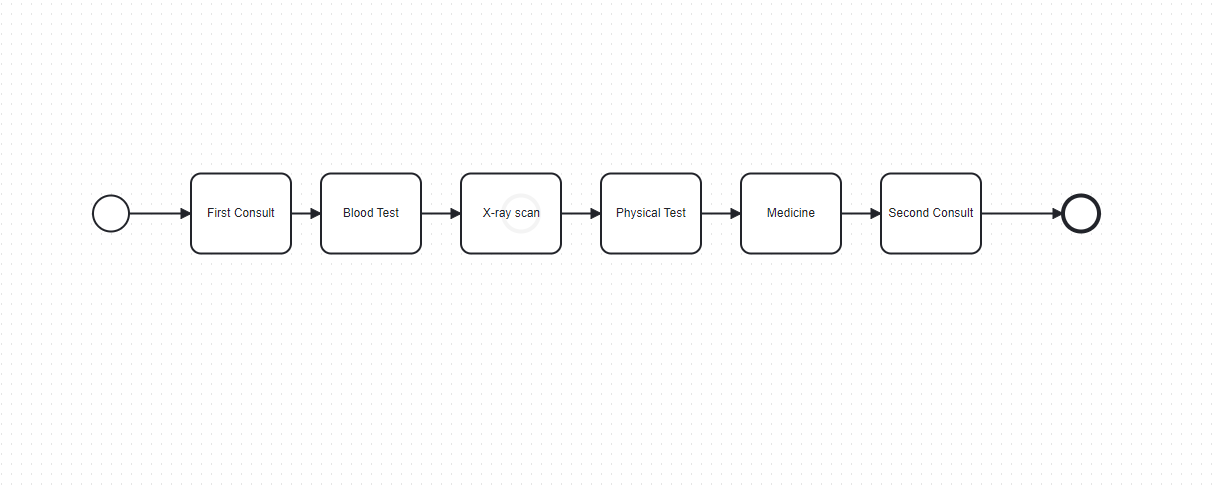 First Consult
Blood Test
X-ray scan
Physical Test
Medicine
Second Consult